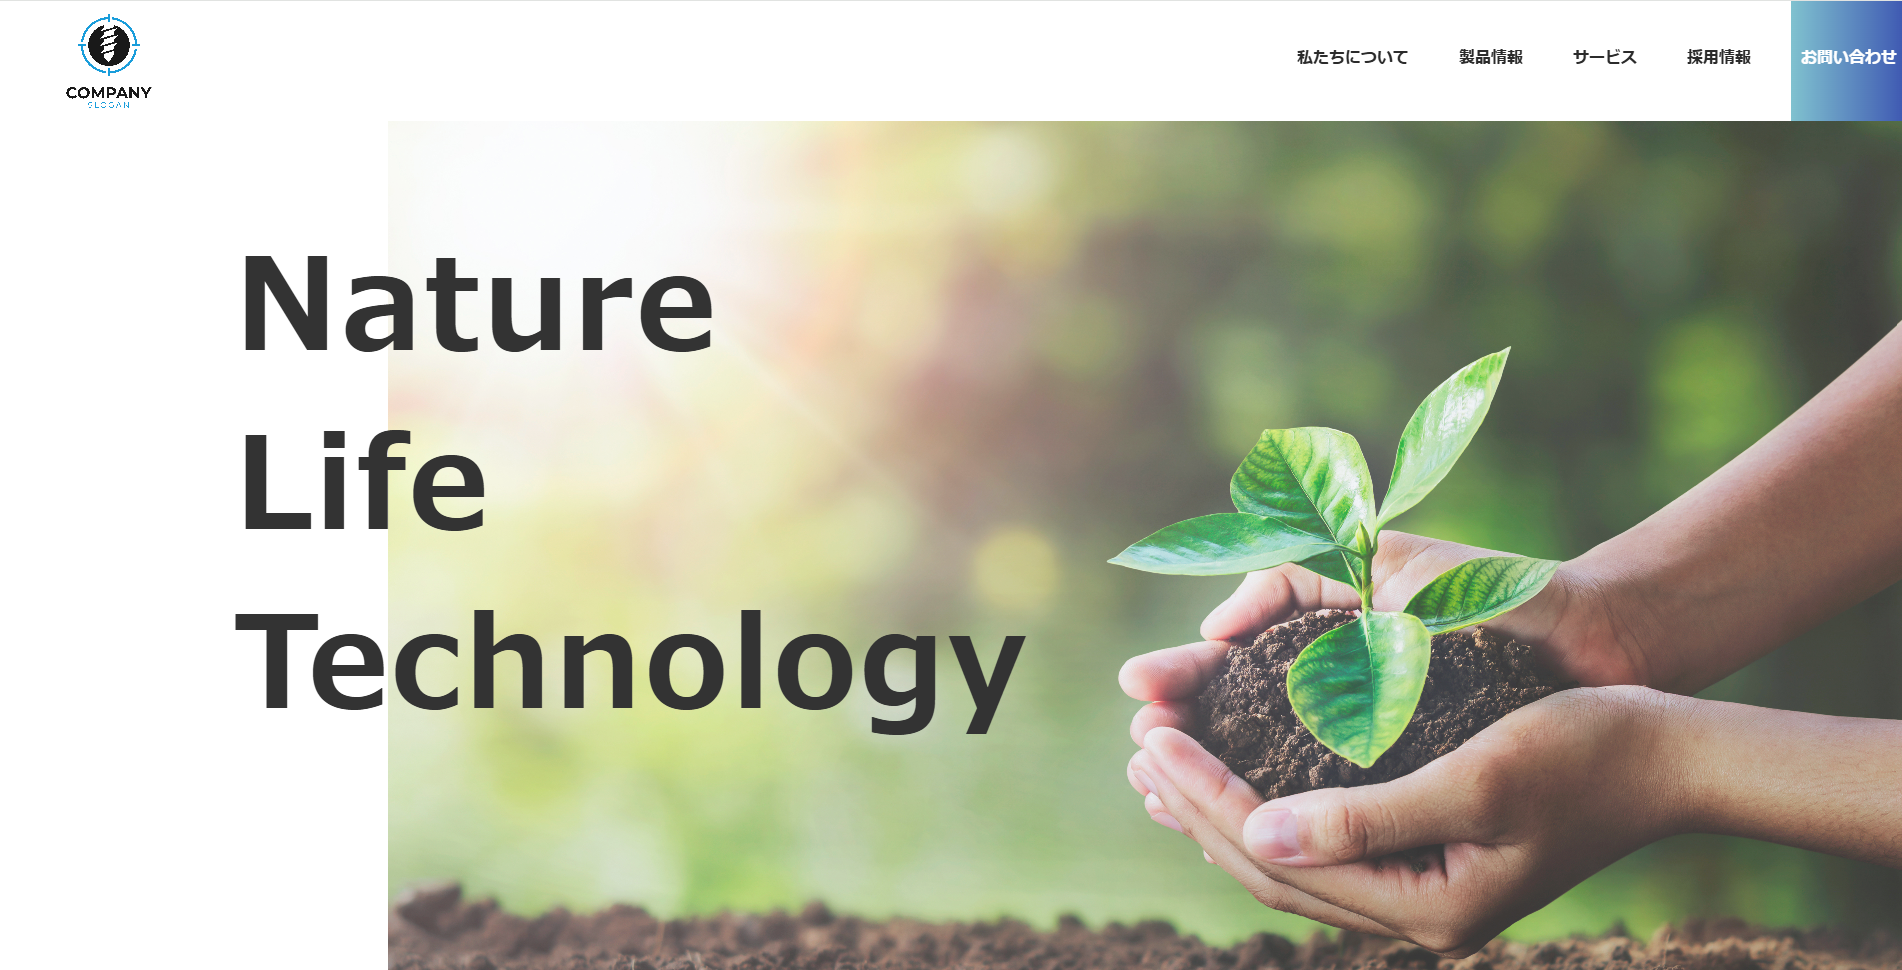 COMPANY
SLOGAN
私たちについて
製品情報
サービス
採用情報
お問い合わせ
Nature
Life
Technology